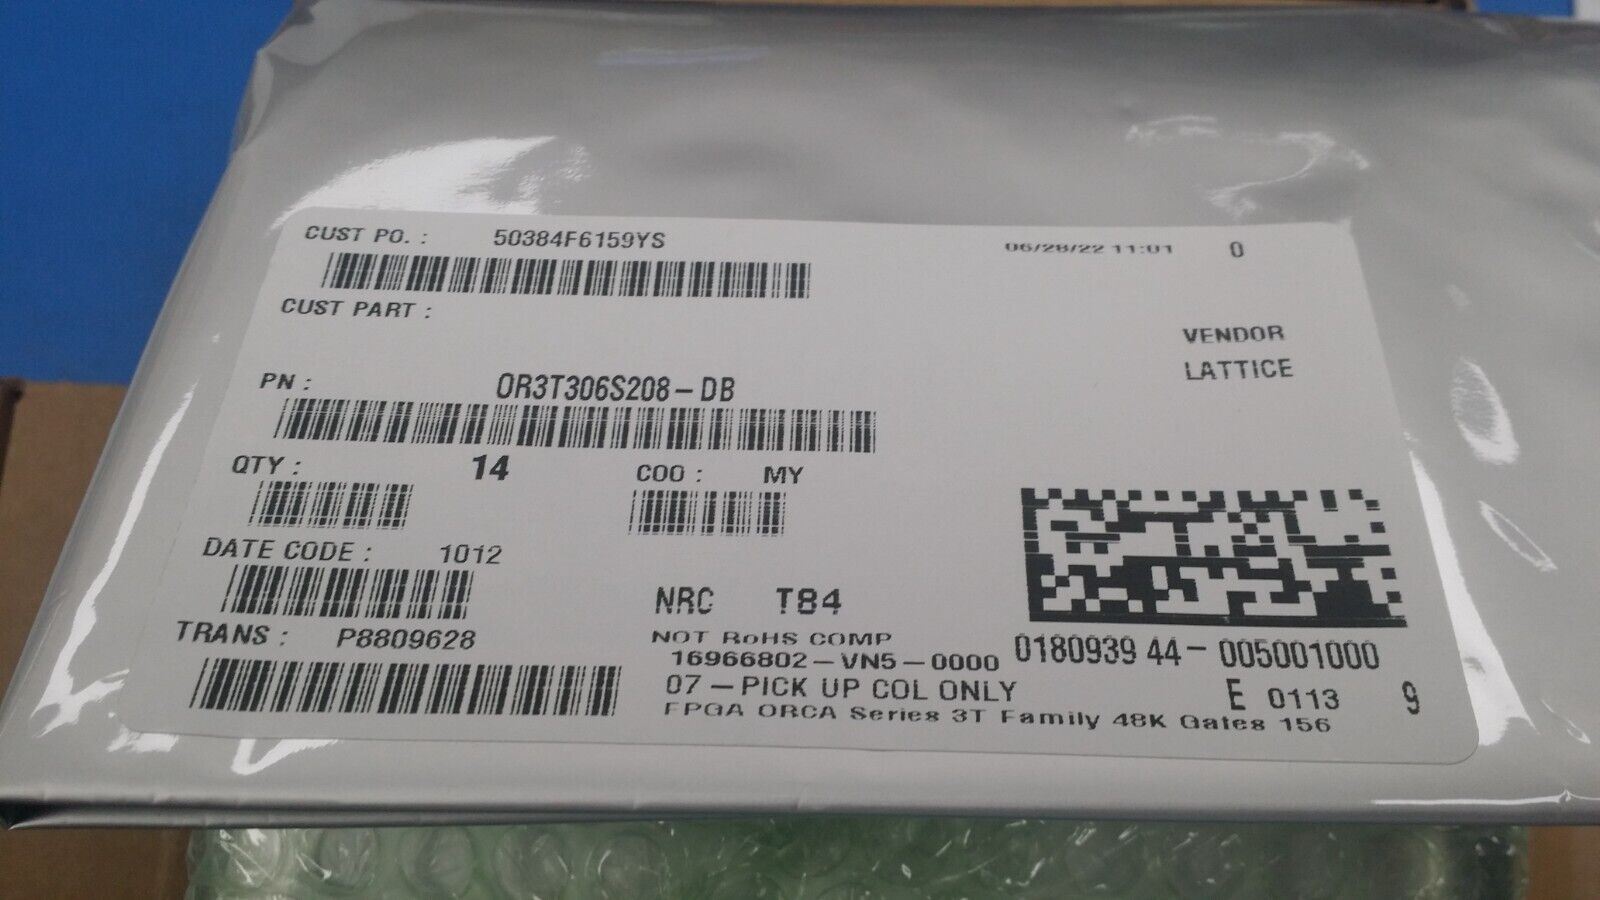 CUST PO. : 50384F6159YS 06/28/22 11:01 0
CUST PART :
VENDOR
LATTICE
PN : OR3T306S208-DB
QTY : 14 COO : MY
DATE CODE : 1012
NRC T84
TRANS : P8809628
NOT RoHS COMP
16966802-VN5-0000 0180939 44- 005001000
07 -PICK UP COL ONLY E 0113 9
FPGA ORCA Series 3T Family 48K Gates 156